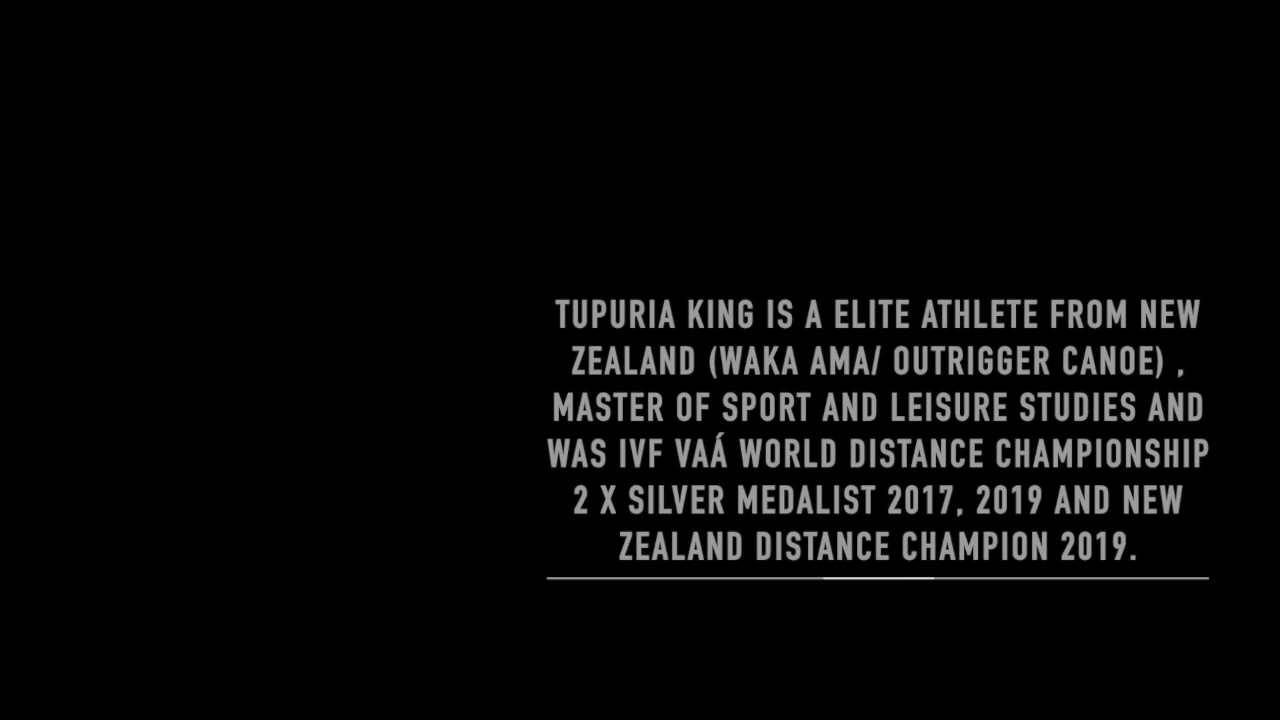 TUPURIA KING IS A ELITE ATHLETE FROM NEW
ZEALAND (WAKA AMA/ OUTRIGGER CANOE) ,
MASTER OF SPORT AND LEISURE STUDIES AND
WAS IVF VAÁ WORLD DISTANCE CHAMPIONSHIP
2 X SILVER MEDALIST 2017, 2019 AND NEW
ZEALAND DISTANCE CHAMPION 2019.